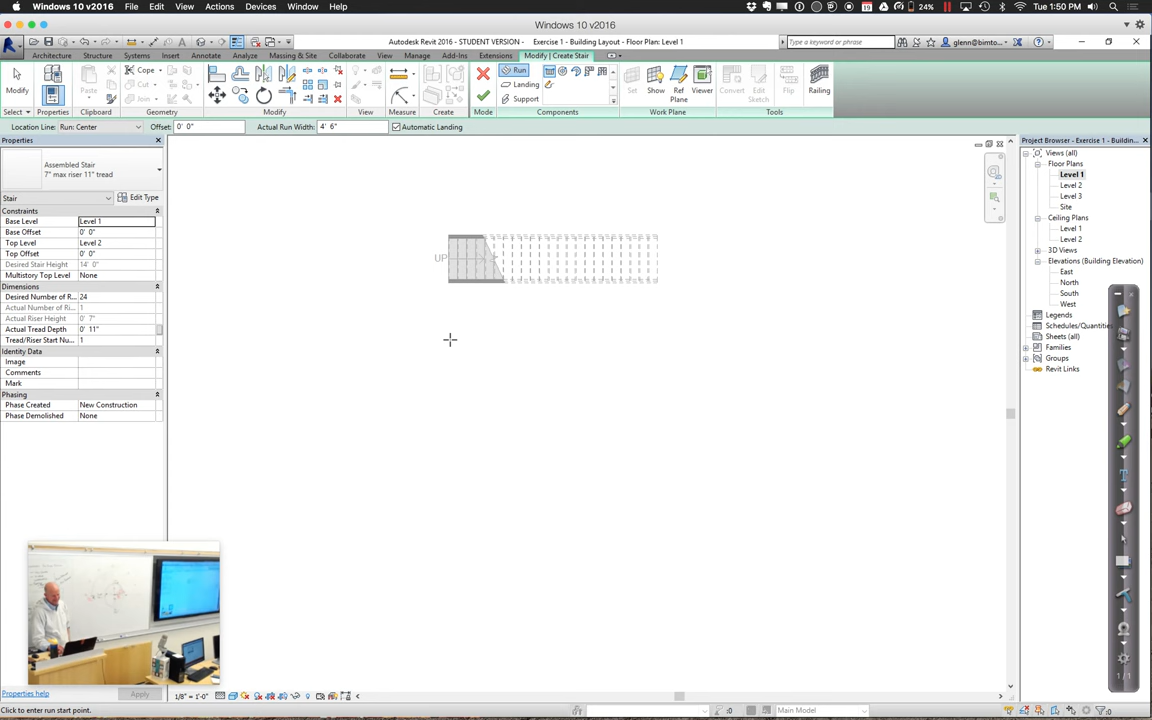 Windows 10 v2016 File Edit View Actions Devices Window Help 24% Tue 1:50 PM
Windows 10 v2016
Autodesk Revit 2016 - STUDENT VERSION - Exercise 1 - Building Layout - Floor Plan: Level 1 Type a keyword or phrase glenn@bimto...
Architecture Structure Systems Insert Annotate Analyze Massing & Site Collaborate View Manage Add-Ins Extensions Modify | Create Stair
Modify Properties Paste Cope Cut Join Run Landing Support Set Show Ref Plane Viewer Convert Edit Sketch Flip Railing
Select Properties Clipboard Geometry Modify View Measure Create Mode Components Work Plane Tools
Location Line: Run: Center Offset: 0' 0" Actual Run Width: 4' 6" Automatic Landing
Properties
Assembled Stair
7" max riser 11" tread
Stair Edit Type
Constraints
Base Level Level 1
Base Offset 0' 0"
Top Level Level 2
Top Offset 0' 0"
Desired Stair Height 14' 0"
Multistory Top Level None
Dimensions
Desired Number of R... 24
Actual Number of Ri... 1
Actual Riser Height 0' 7"
Actual Tread Depth 0' 11"
Tread/Riser Start Nu... 1
Identity Data
Image
Comments
Mark
Phasing
Phase Created New Construction
Phase Demolished None
Properties help Apply
UP
Project Browser - Exercise 1 - Buildin...
Views (all)
Floor Plans
Level 1
Level 2
Level 3
Site
Ceiling Plans
Level 1
Level 2
3D Views
Elevations (Building Elevation)
East
North
South
West
Legends
Schedules/Quantities
Sheets (all)
Families
Groups
Revit Links
1/1
1/8" = 1'-0"
Click to enter run start point. :0 Main Model :0